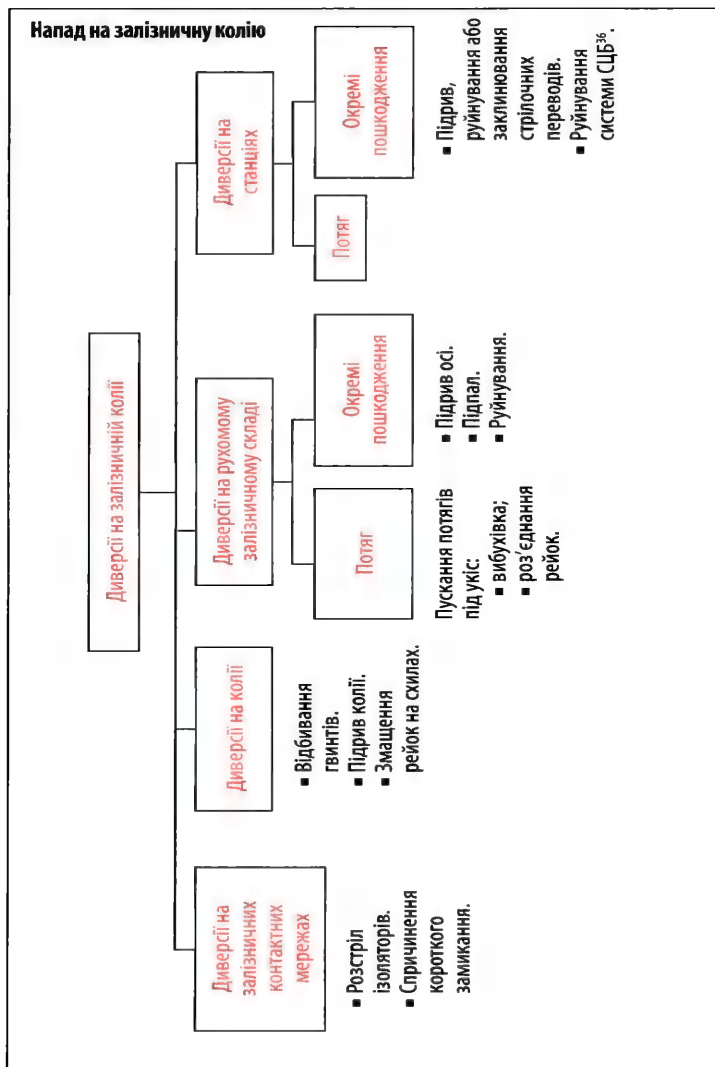 Напад на залізничну колію
Диверсії на залізничній колії
Диверсії на
залізничних
контактних
мережах
▪ Розстріл
ізоляторів.
▪ Спричинення
короткого
замикання.
Диверсії на колії
▪ Відбивання
гвинтів.
▪ Підрив колії.
▪ Змащення
рейок на схилах.
Диверсії на рухомому
залізничному складі
Потяг
Пускання потягів
під укіс:
▪ вибухівка;
▪ роз’єднання
рейок.
Окремі
пошкодження
▪ Підрив осі.
▪ Підпал.
▪ Руйнування.
Диверсії на
станціях
Потяг
Окремі
пошкодження
▪ Підрив,
руйнування або
заклинювання
стрілочних
переводів.
▪ Руйнування
системи СЦБ³⁶.